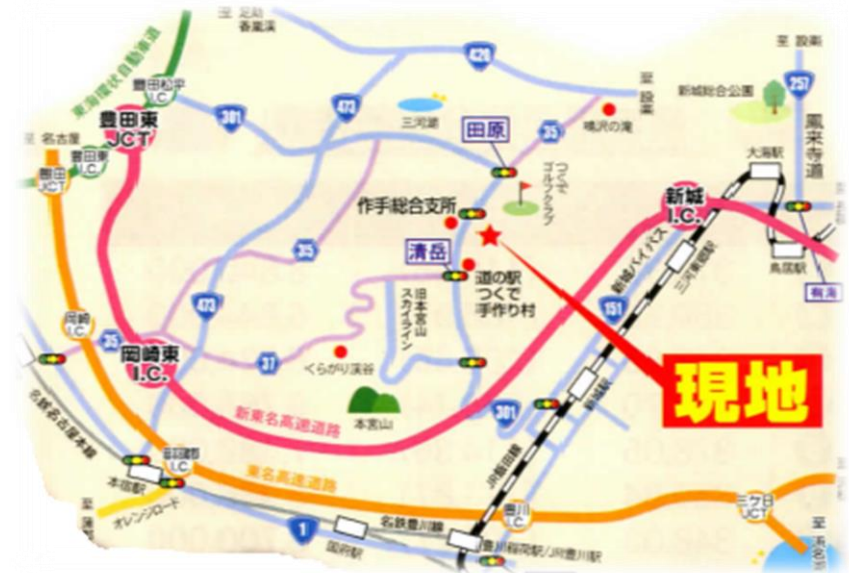 至 足助
香嵐渓
東海環状自動車道
豊田松平
I.C.
420
至 設楽
至 設楽
257
新城総合公園
鳳来寺道
豊田東
JCT
301
473
三河湖
田原
35
鳴沢の滝
大海駅
至 名古屋
豊田東
I.C.
豊田
JCT
つくで
ゴルフクラブ
作手総合支所
新城
I.C.
清岳
35
道の駅
つくで
手作り村
新城バイパス
三河東郷駅
鳥居駅
有海
旧本宮山
スカイライン
473
151
現地
岡崎
I.C.
35
岡崎東
I.C.
37
くらがり渓谷
本宮山
301
新城駅
新東名高速道路
名鉄名古屋本線
I.C.
東名高速道路
JR飯田線
本宿駅
オレンジロード
豊川
I.C.
三ケ日
JCT
1
名鉄豊川線
国府駅
豊川稲荷駅/JR豊川駅